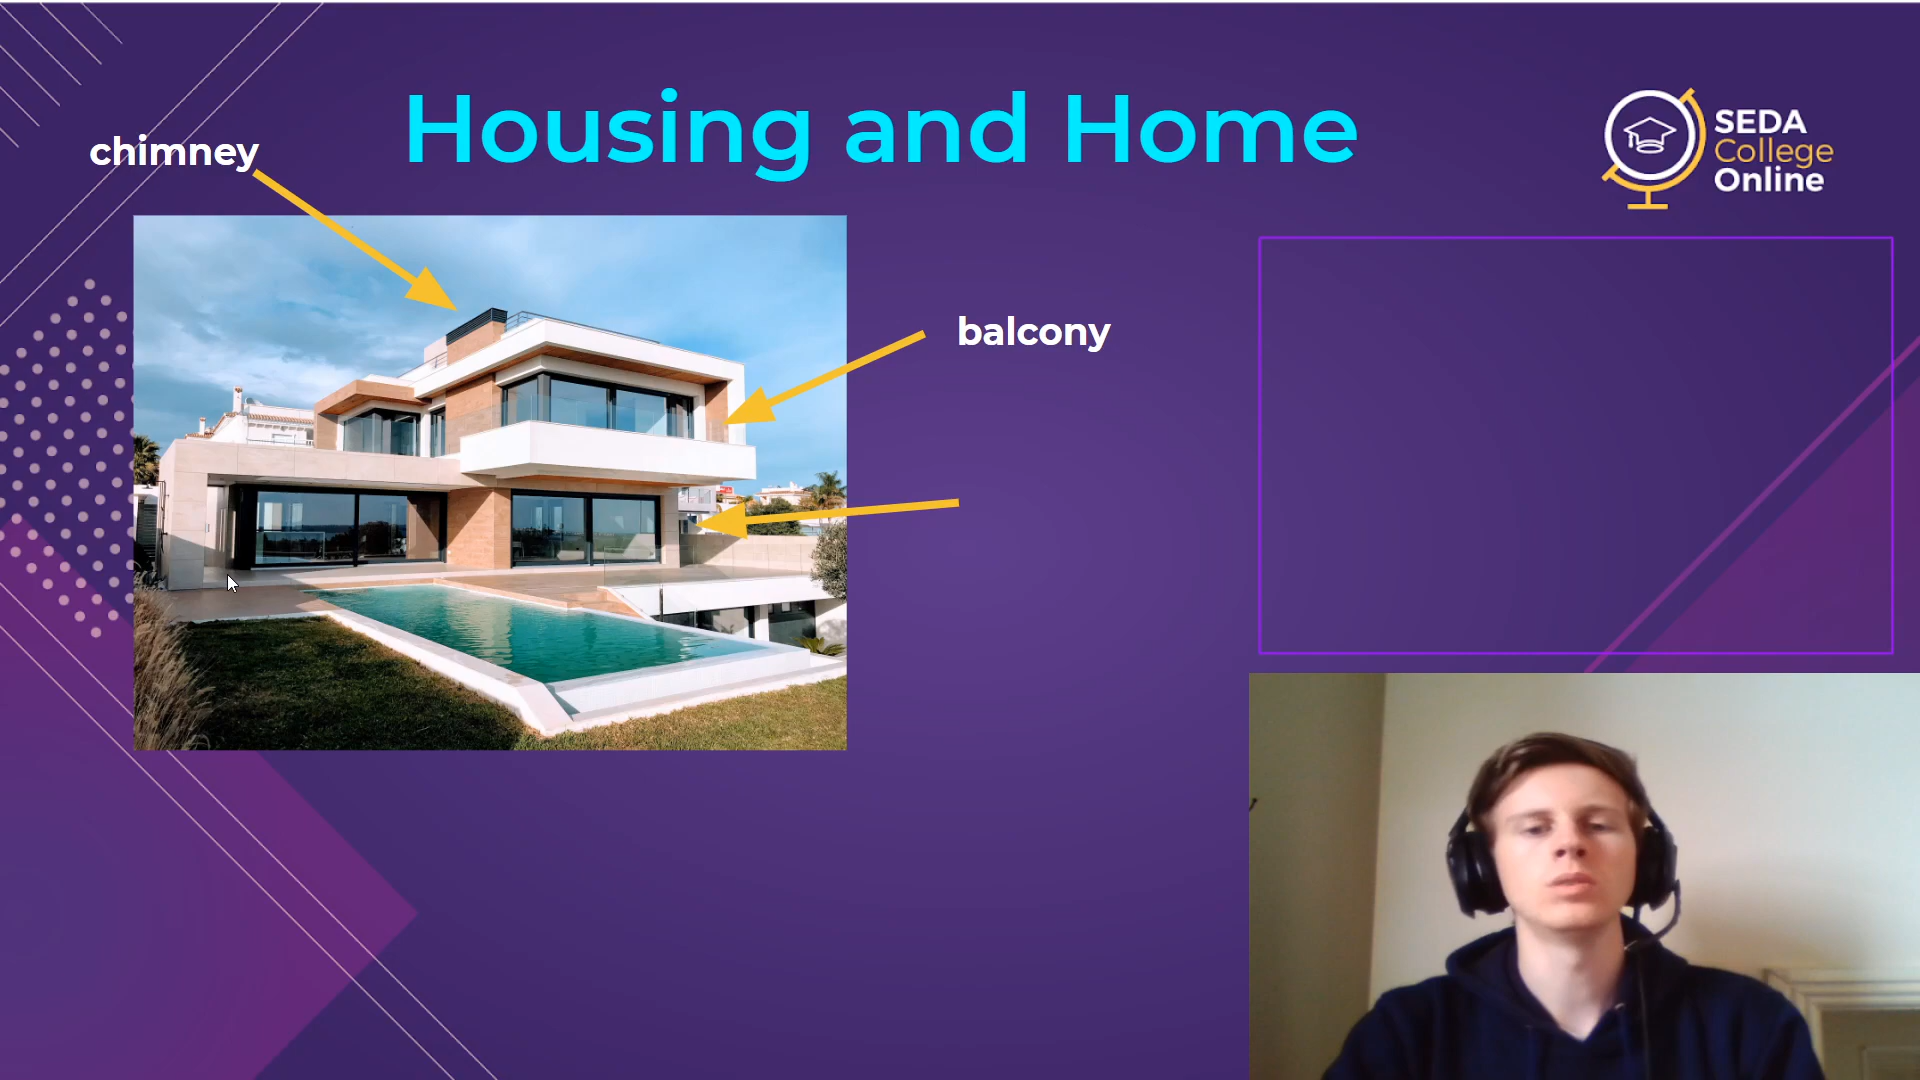 Housing and Home
chimney
SEDA
College
Online
balcony